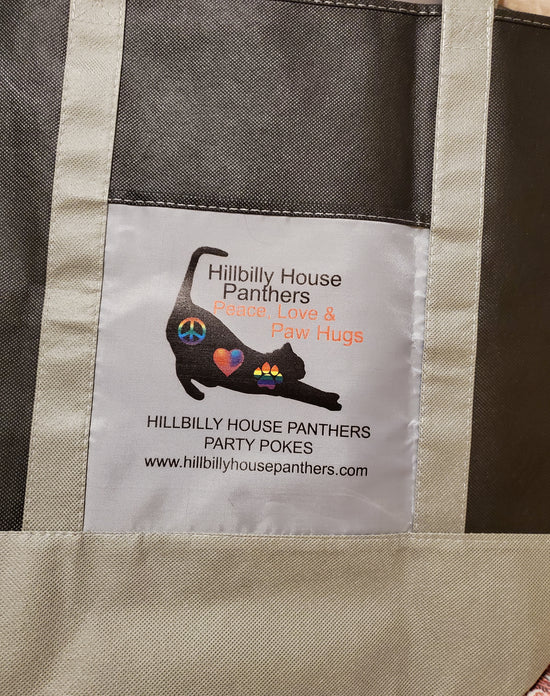 Hillbilly House
Panthers
Peace, Love &
Paw Hugs
HILLBILLY HOUSE PANTHERS
PARTY POKES
www.hillbillyhousepanthers.com